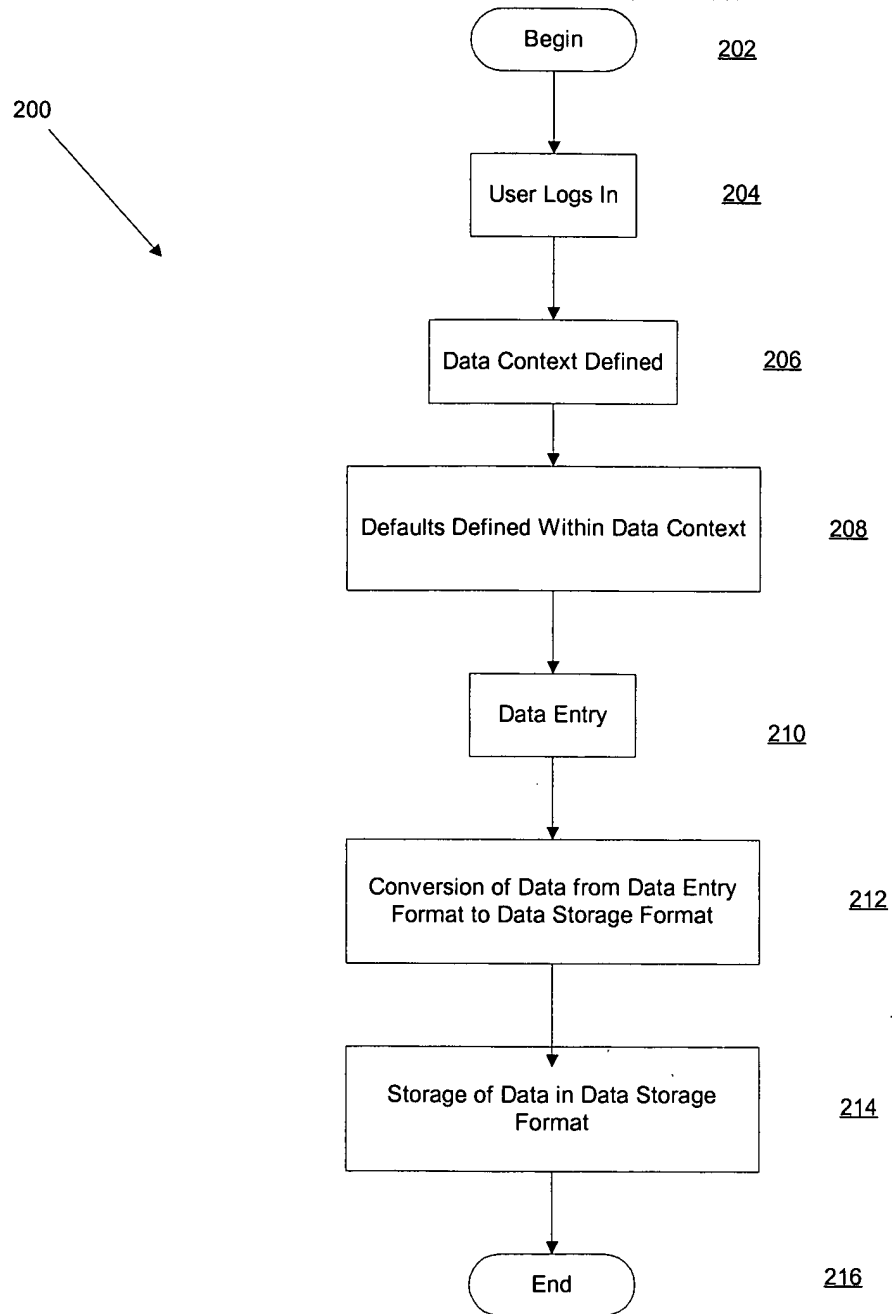 Begin
202
200
User Logs In
204
Data Context Defined
206
Defaults Defined Within Data Context
208
Data Entry
210
Conversion of Data from Data Entry
Format to Data Storage Format
212
Storage of Data in Data Storage
Format
214
End
216